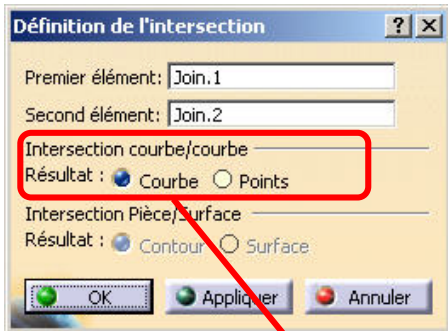 Définition de l'intersection
Premier élément: Join.1
Second élément: Join.2
Intersection courbe/courbe
Résultat : Courbe Points
Intersection Pièce/Surface
Résultat : Contour Surface
OK Appliquer Annuler